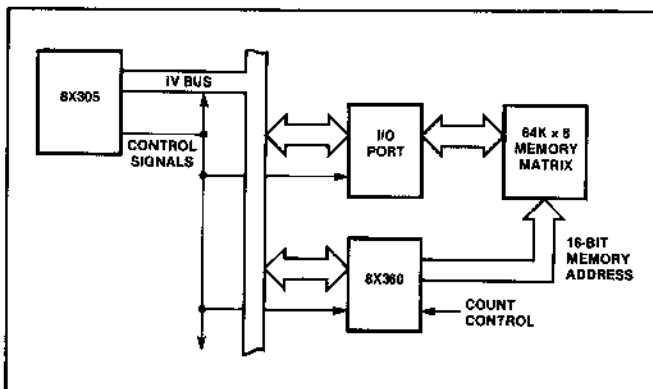 8X305
IV BUS
CONTROL
SIGNALS
I/O
PORT
64K x 8
MEMORY
MATRIX
16-BIT
MEMORY
ADDRESS
8X360
COUNT
CONTROL